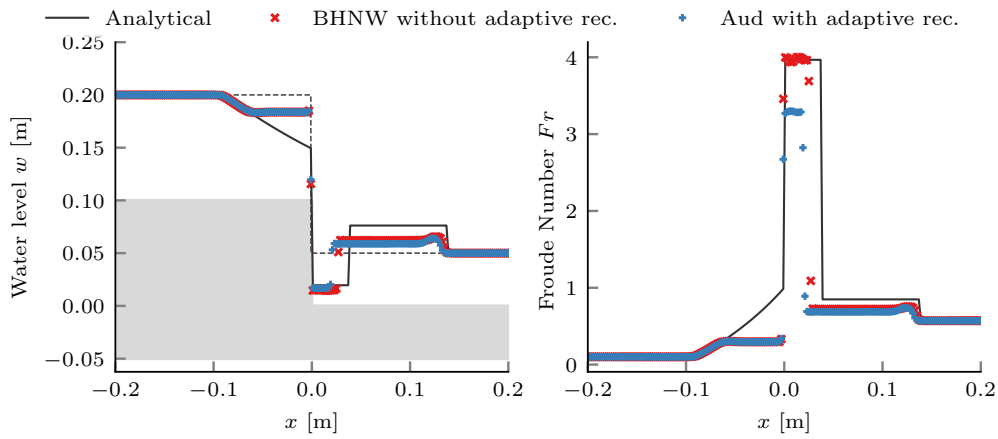 Analytical
BHNW without adaptive rec.
Aud with adaptive rec.
Water level w [m]
0.25
0.20
0.15
0.10
0.05
0.00
−0.05
−0.2 −0.1 0.0 0.1 0.2
x [m]
Froude Number Fr
4
3
2
1
0
−0.2 −0.1 0.0 0.1 0.2
x [m]